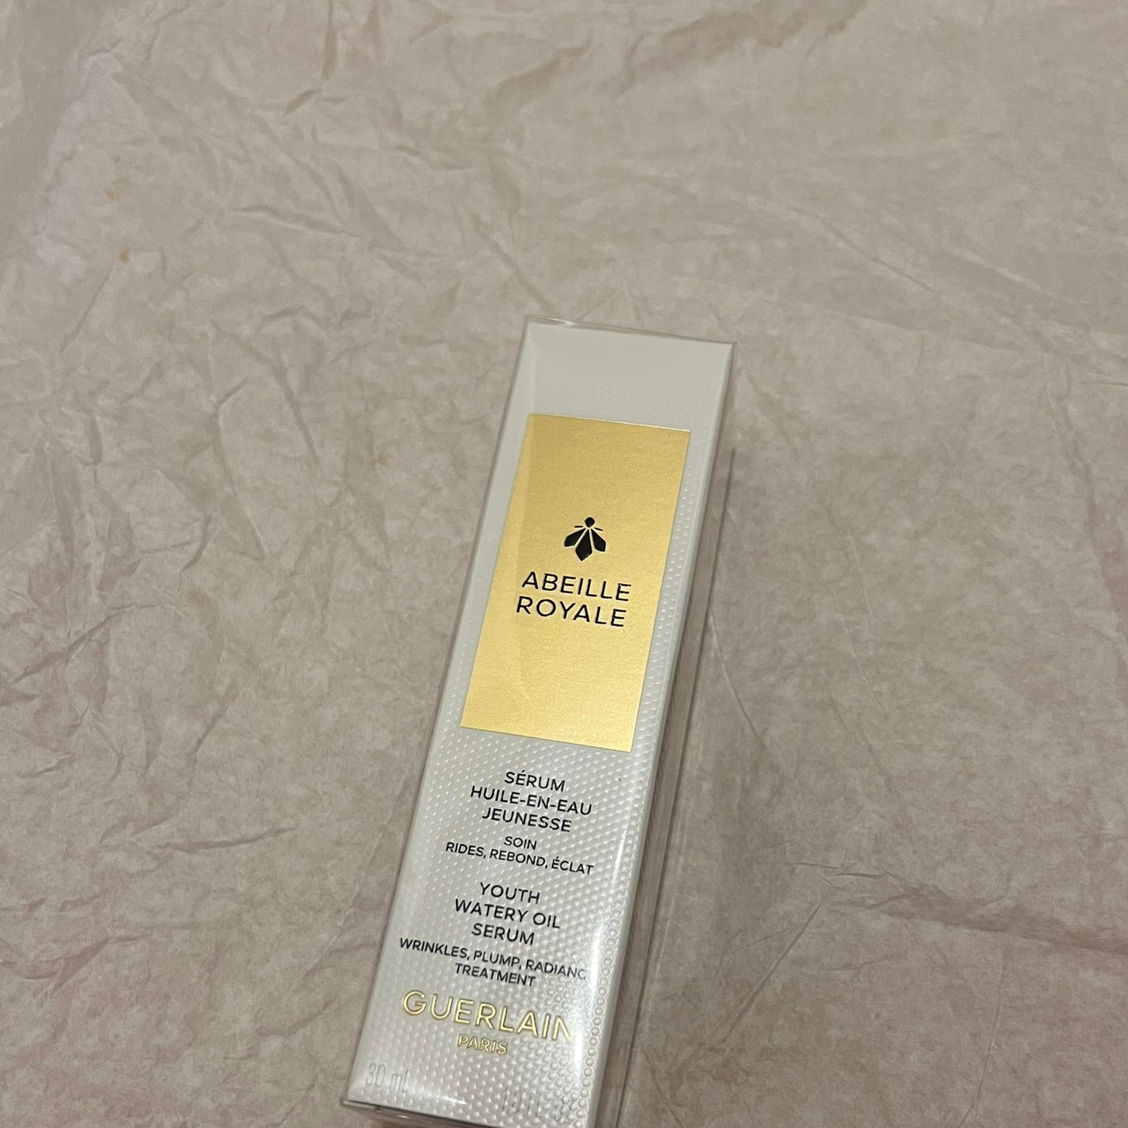 ABEILLE
ROYALE
SÉRUM
HUILE-EN-EAU
JEUNESSE
SOIN
RIDES, REBOND, ÉCLAT
YOUTH
WATERY OIL
SERUM
WRINKLES, PLUMP, RADIANC
TREATMENT
GUERLAIN
PARIS
30 ml